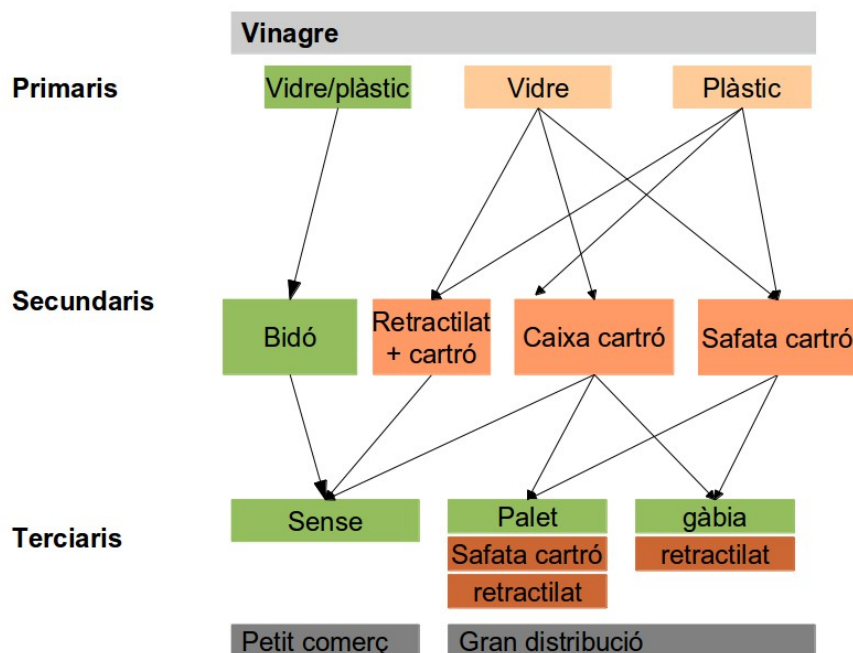 Vinagre
Primaris
Vidre/plàstic
Vidre
Plàstic
Secundaris
Bidó
Retractilat
+ cartró
Caixa cartró
Safata cartró
Terciaris
Sense
Palet
gàbia
Safata cartró
retractilat
retractilat
Petit comerç
Gran distribució